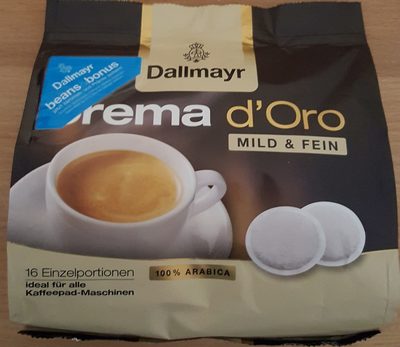 Dallmayr
Dallmayr
beans bonus
rema d'Oro
MILD & FEIN
16 Einzelportionen
ideal für alle
Kaffeepad-Maschinen
100% ARABICA